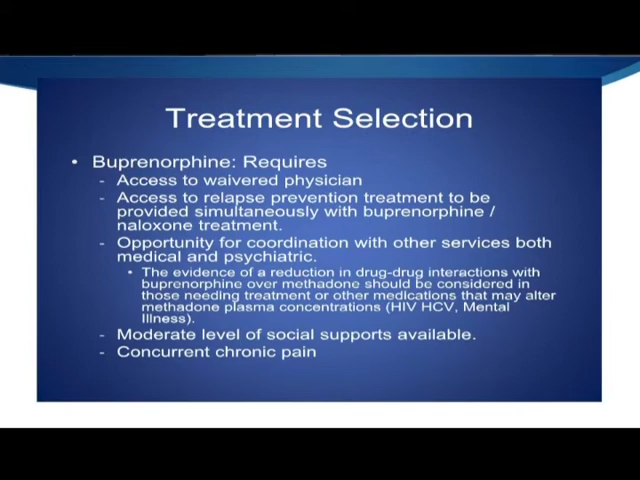 Treatment Selection
• Buprenorphine: Requires
- Access to waivered physician
- Access to relapse prevention treatment to be
provided simultaneously with buprenorphine /
naloxone treatment.
- Opportunity for coordination with other services both
medical and psychiatric.
• The evidence of a reduction in drug-drug interactions with
buprenorphine over methadone should be considered in
those needing treatment or other medications that may alter
methadone plasma concentrations (HIV HCV, Mental
Illness).
- Moderate level of social supports available.
- Concurrent chronic pain